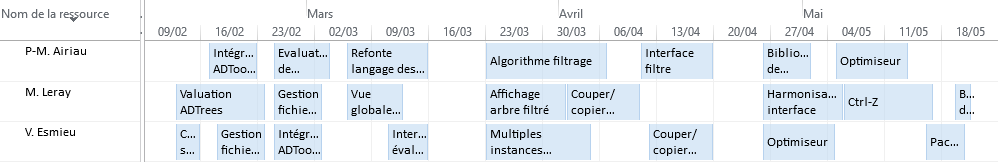 Nom de la ressource
Mars Avril Mai
09/02 16/02 23/02 02/03 09/03 16/03 23/03 30/03 06/04 13/04 20/04 27/04 04/05 11/05 18/05
P-M. Airiau
Intégr... ADToo...
Evaluat... de...
Refonte langage des...
Algorithme filtrage
Interface filtre
Biblio... de...
Optimiseur
M. Leray
Valuation ADTrees
Gestion fichie...
Vue globale...
Affichage arbre filtré
Couper/ copier...
Harmonisa... interface
Ctrl-Z
B... d...
V. Esmieu
C... s...
Gestion fichie...
Intégr... ADToo...
Inter... éval...
Multiples instances...
Couper/ copier...
Optimiseur
Pac...